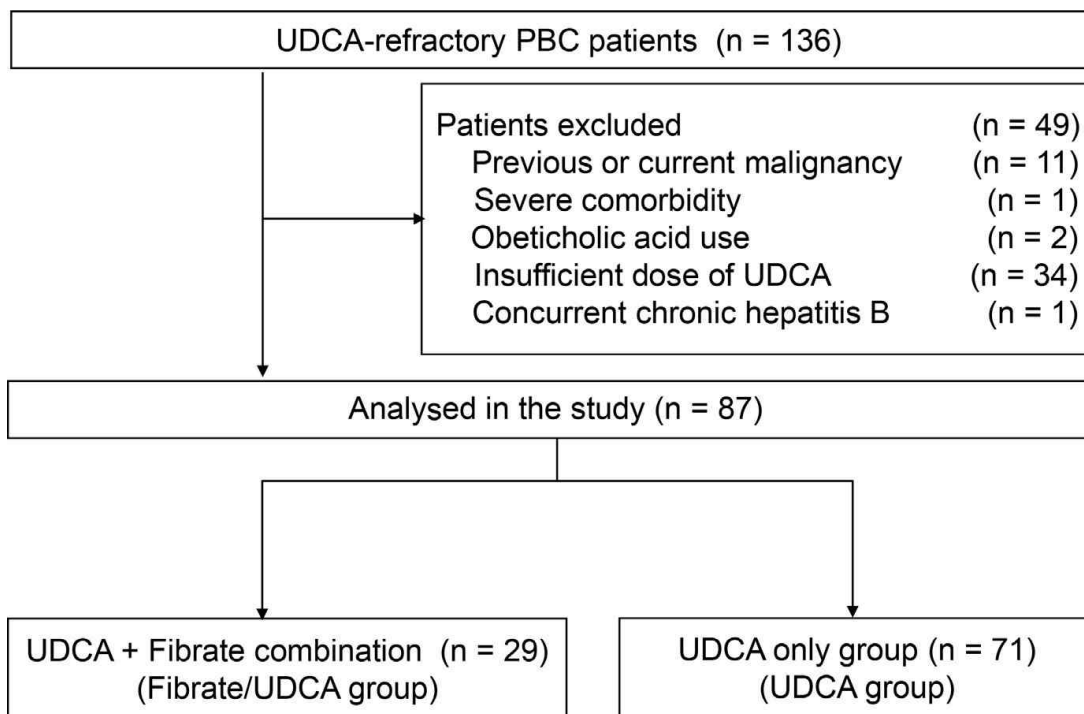 UDCA-refractory PBC patients (n = 136)
Patients excluded (n = 49)
Previous or current malignancy (n = 11)
Severe comorbidity (n = 1)
Obeticholic acid use (n = 2)
Insufficient dose of UDCA (n = 34)
Concurrent chronic hepatitis B (n = 1)
Analysed in the study (n = 87)
UDCA + Fibrate combination (n = 29)
(Fibrate/UDCA group)
UDCA only group (n = 71)
(UDCA group)